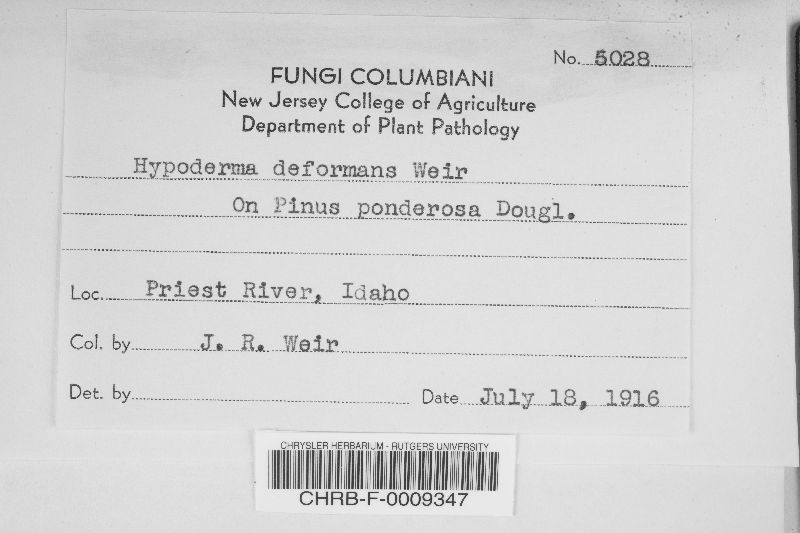 No. 5028
FUNGI COLUMBIANI
New Jersey College of Agriculture
Department of Plant Pathology
Hypoderma deformans Weir
On Pinus ponderosa Dougl.
Loc. Priest River, Idaho
Col. by J. R. Weir
Det. by
Date July 18, 1916
CHRYSLER HERBARIUM - RUTGERS UNIVERSITY
CHRB-F-0009347